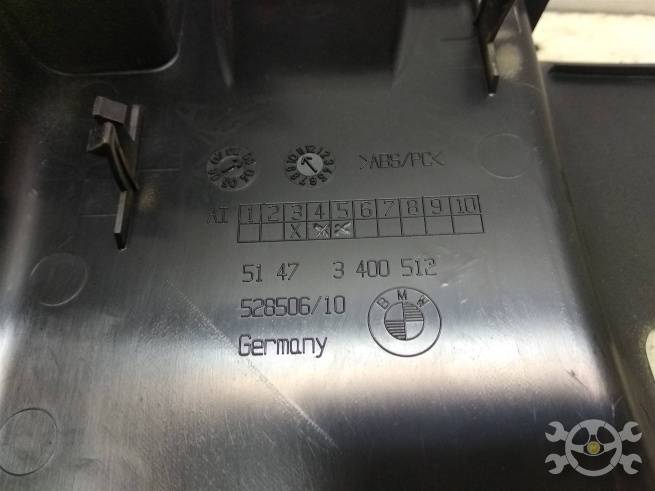 >ABS/PC<
AI 1 2 3 4 5 6 7 8 9 10
X X X
51 47 3 400 512
528506/10
BMW
Germany